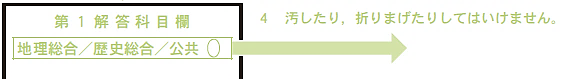 第１解答科目欄
地理総合／歴史総合／公共
4　汚したり，折りまげたりしてはいけません。